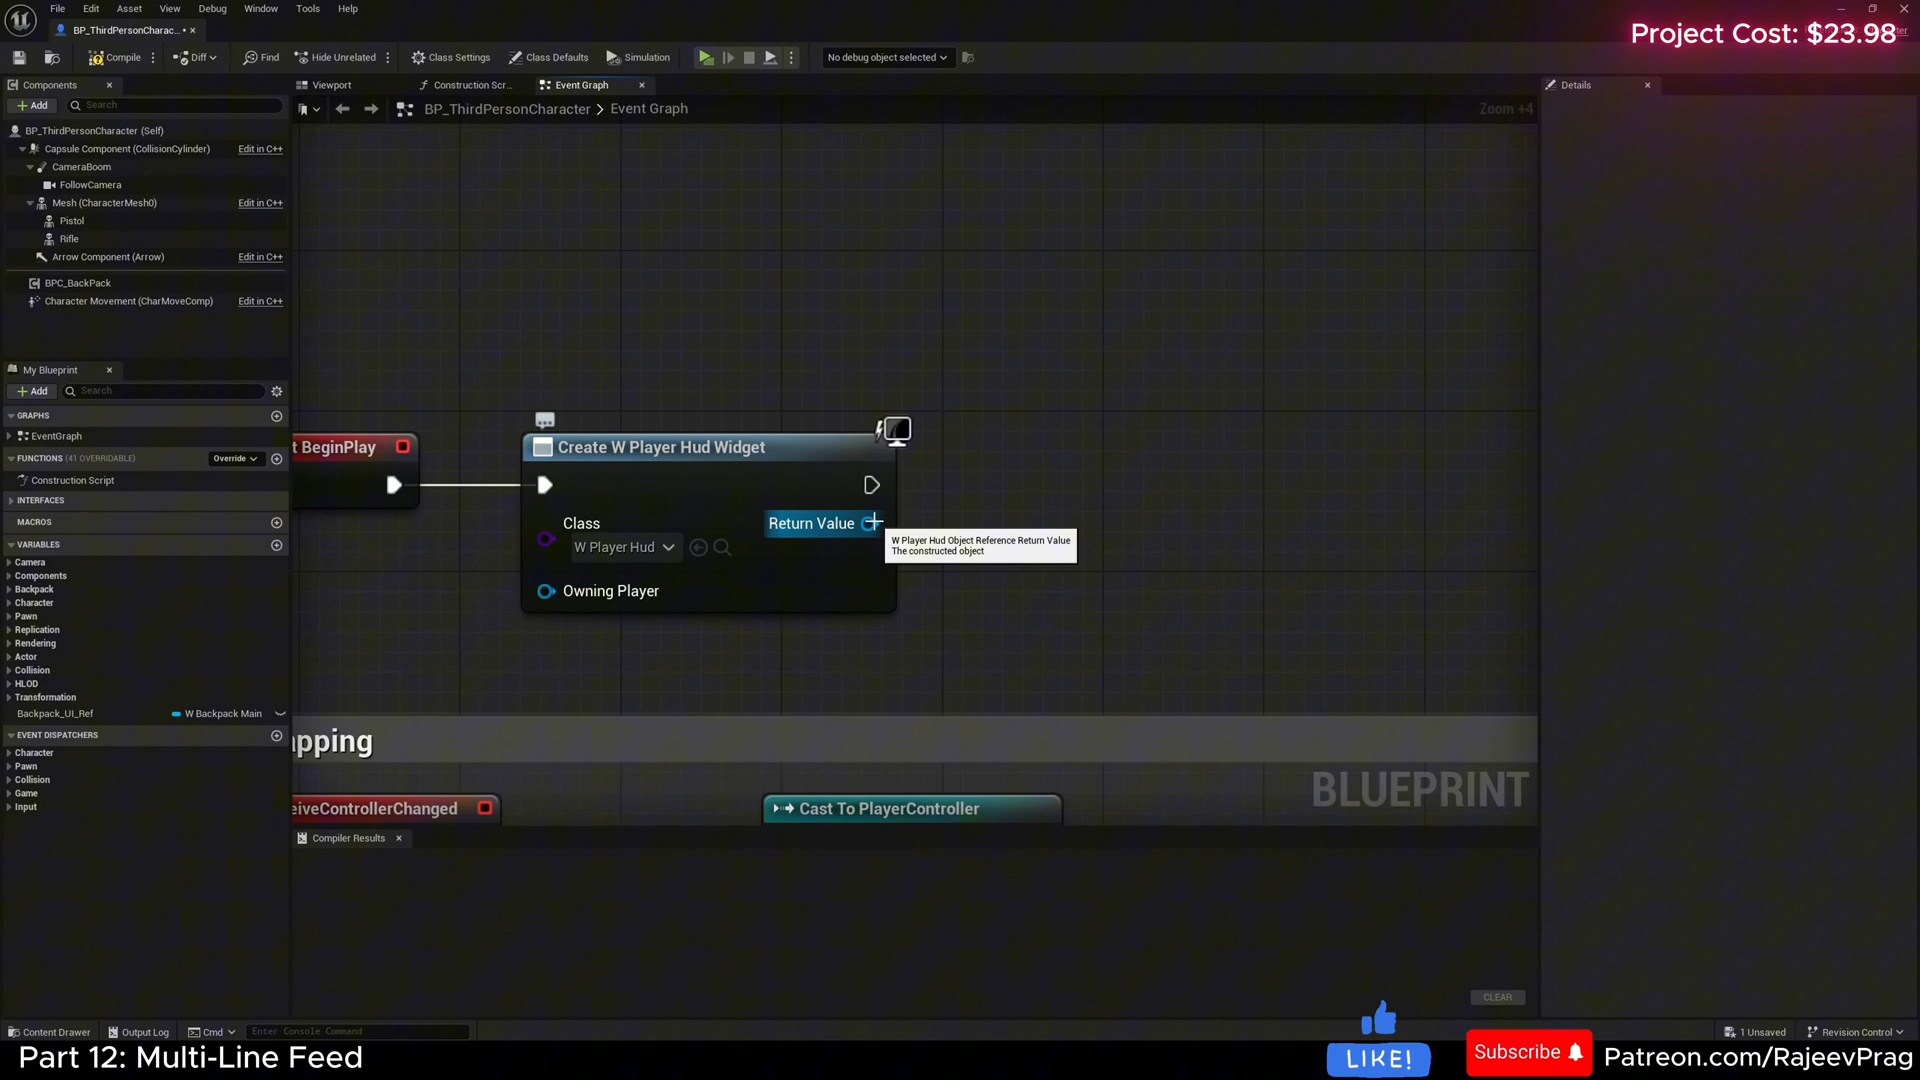 File Edit Asset View Debug Window Tools Help
BP_ThirdPersonCharac...
Project Cost: $23.98
Compile Diff Find Hide Unrelated Class Settings Class Defaults Simulation No debug object selected
Components Viewport Construction Scr... Event Graph Details
Add Search BP_ThirdPersonCharacter > Event Graph Zoom +4
BP_ThirdPersonCharacter (Self)
Capsule Component (CollisionCylinder) Edit in C++
CameraBoom
FollowCamera
Mesh (CharacterMesh0) Edit in C++
Pistol
Rifle
Arrow Component (Arrow) Edit in C++
BPC_BackPack
Character Movement (CharMoveComp) Edit in C++
My Blueprint
Add Search
GRAPHS
EventGraph
FUNCTIONS (41 OVERRIDABLE) Override
Construction Script
INTERFACES
MACROS
VARIABLES
Camera
Components
Backpack
Character
Pawn
Replication
Rendering
Actor
Collision
HLOD
Transformation
Backpack_UI_Ref W Backpack Main
EVENT DISPATCHERS
Character
Pawn
Collision
Game
Input
t BeginPlay
Create W Player Hud Widget
Class
W Player Hud
Return Value
Owning Player
W Player Hud Object Reference Return Value
The constructed object
apping
BLUEPRINT
eiveControllerChanged
Cast To PlayerController
Compiler Results
CLEAR
Content Drawer Output Log Cmd Enter Console Command 1 Unsaved Revision Control
Part 12: Multi-Line Feed
LIKE!
Subscribe
Patreon.com/RajeevPrag